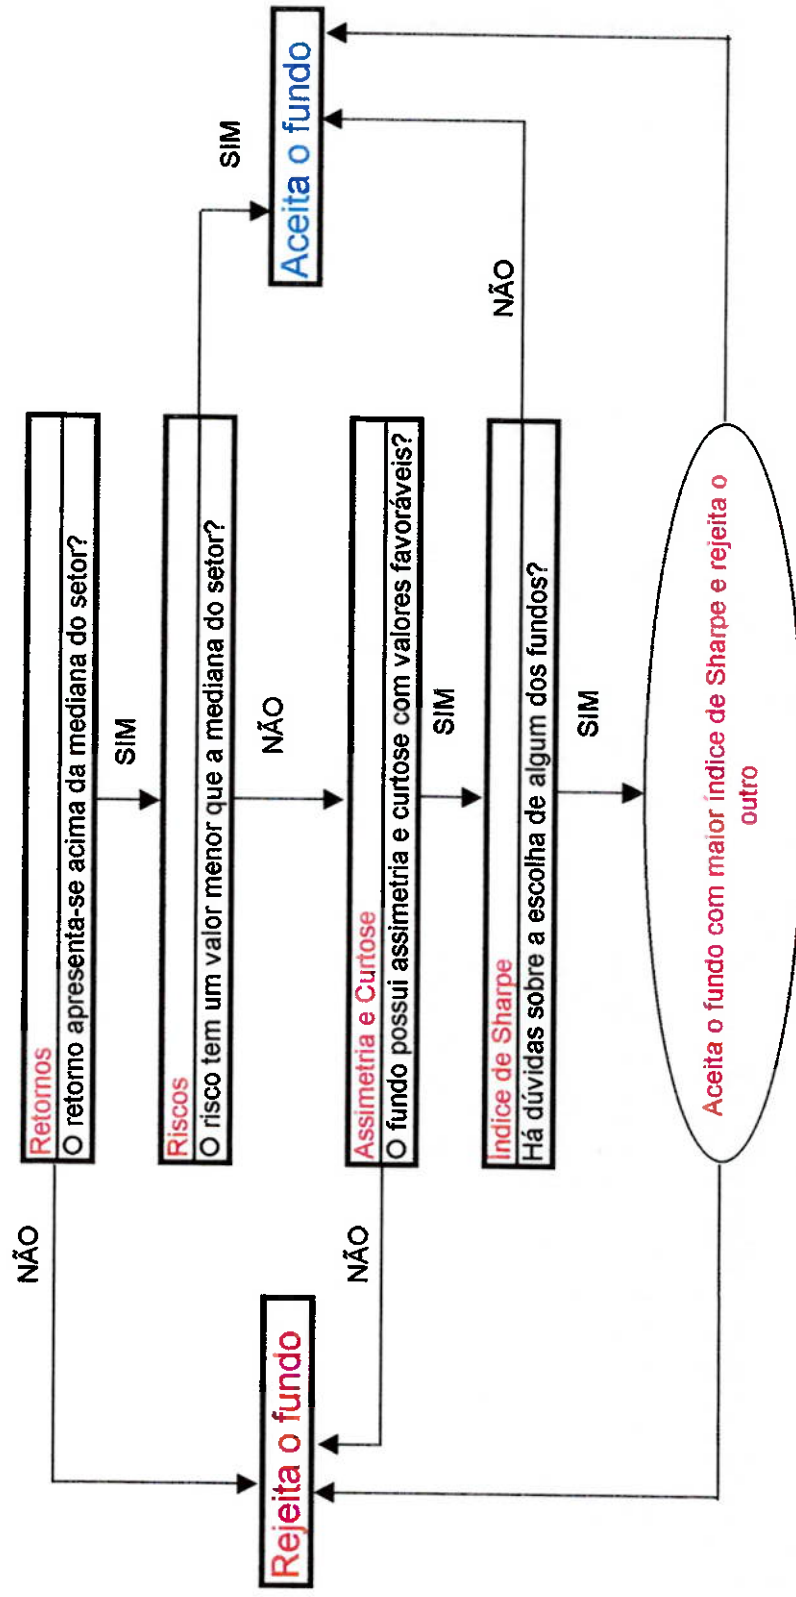 Retornos
O retorno apresenta-se acima da mediana do setor?
NÃO
SIM
Riscos
O risco tem um valor menor que a mediana do setor?
SIM
NÃO
Rejeita o fundo
Aceita o fundo
Assimetria e Curtose
O fundo possui assimetria e curtose com valores favoráveis?
NÃO
SIM
Índice de Sharpe
Há dúvidas sobre a escolha de algum dos fundos?
NÃO
SIM
Aceita o fundo com maior índice de Sharpe e rejeita o
outro